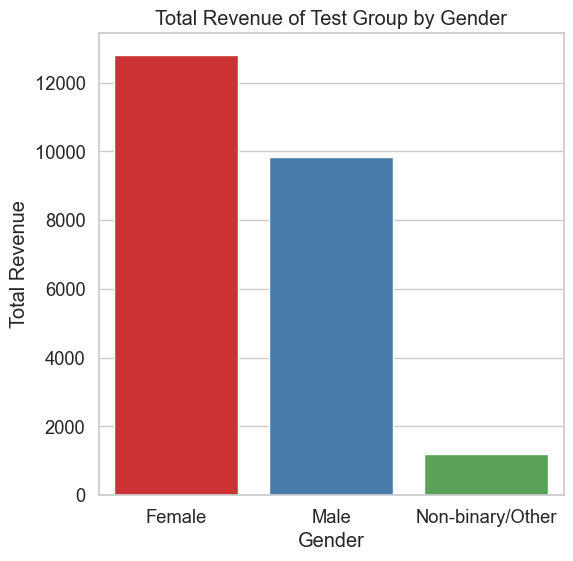 Total Revenue of Test Group by Gender
12000
10000
8000
6000
4000
2000
0
Total Revenue
Female Male Non-binary/Other
Gender